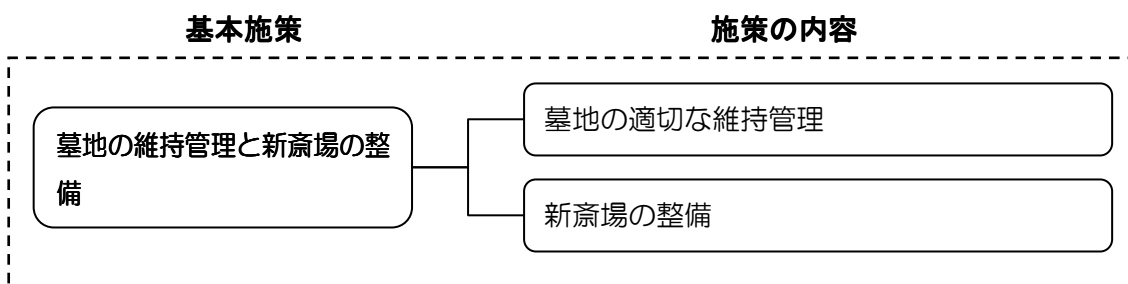 基本施策
施策の内容
墓地の維持管理と新斎場の整
備
墓地の適切な維持管理
新斎場の整備